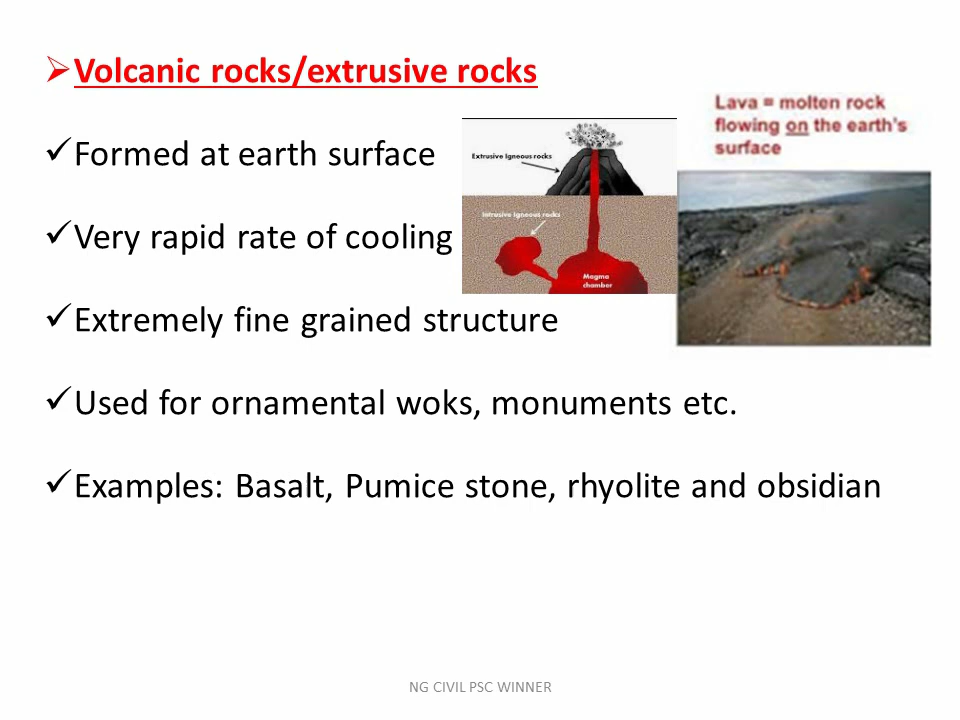 ➢Volcanic rocks/extrusive rocks
✓Formed at earth surface
✓Very rapid rate of cooling
✓Extremely fine grained structure
✓Used for ornamental woks, monuments etc.
✓Examples: Basalt, Pumice stone, rhyolite and obsidian
Extrusive Igneous rocks
Intrusive Igneous rocks
Magma
chamber
Lava = molten rock
flowing on the earth's
surface
NG CIVIL PSC WINNER